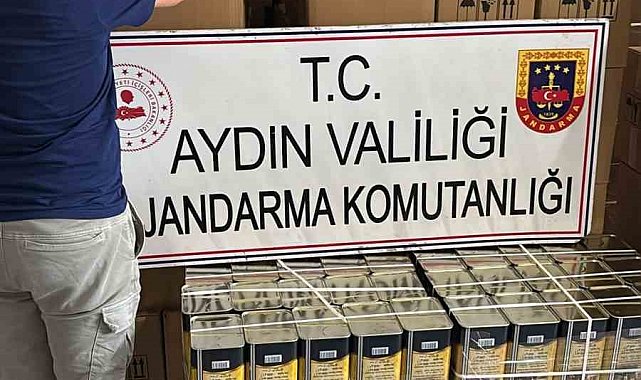 T.C.
AYDIN VALİLİĞİ
JANDARMA KOMUTANLIĞI
JANDARMA